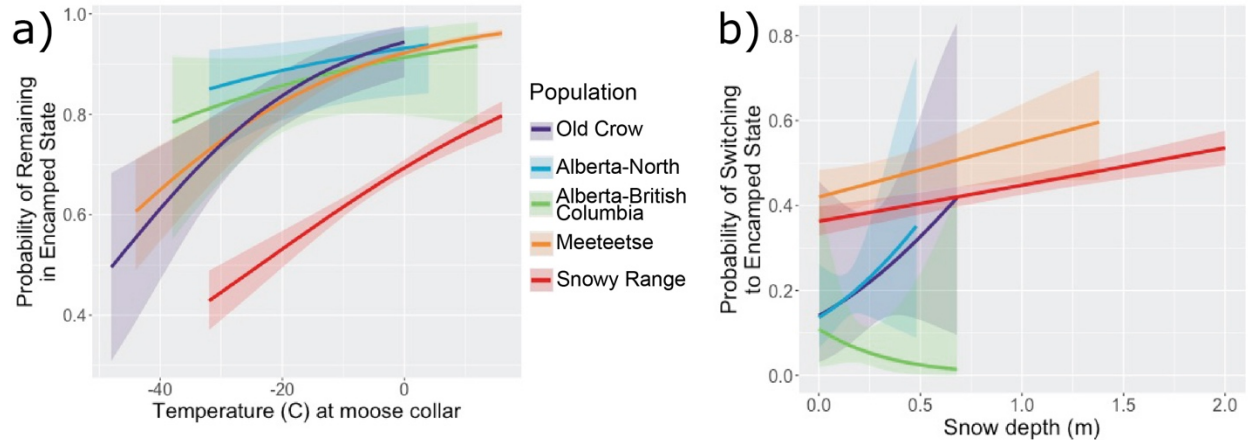 a)
1.0
0.8
0.6
0.4
Probability of Remaining
in Encamped State
-40
-20
0
Temperature (C) at moose collar
Population
Old Crow
Alberta-North
Alberta-British
Columbia
Meeteetse
Snowy Range
b)
0.8
0.6
0.4
0.2
0.0
Probability of Switching
to Encamped State
0.0
0.5
1.0
1.5
2.0
Snow depth (m)